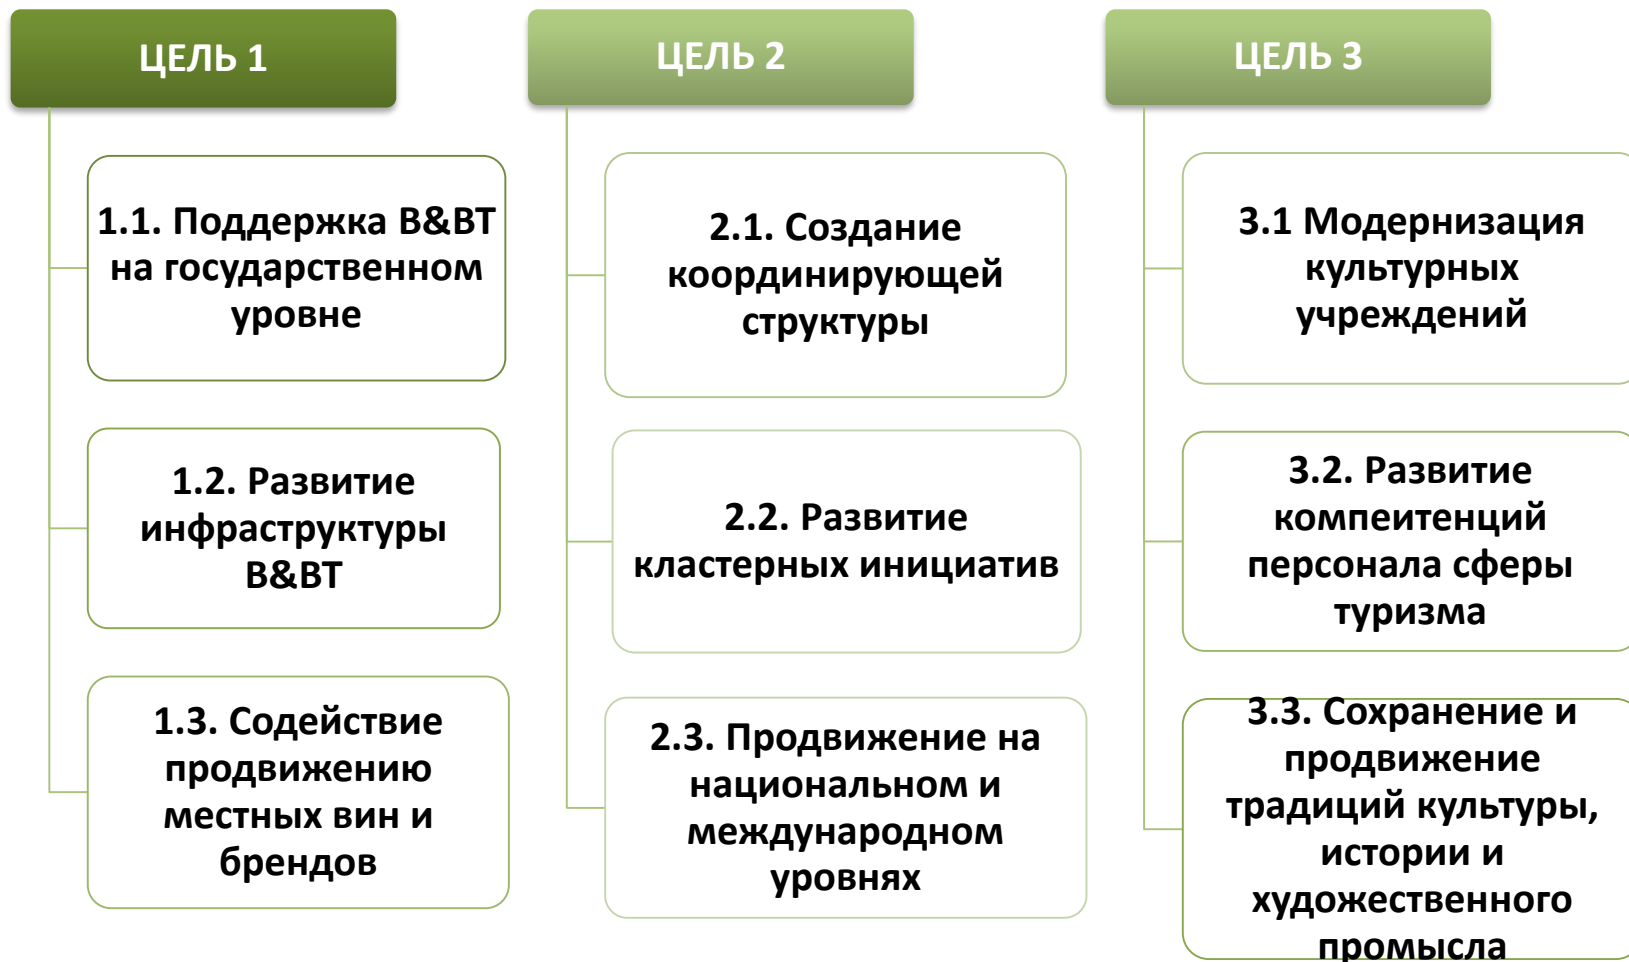 ЦЕЛЬ 1
1.1. Поддержка В&ВТ
на государственном
уровне
1.2. Развитие
инфраструктуры
В&ВТ
1.3. Содействие
продвижению
местных вин и
брендов
ЦЕЛЬ 2
2.1. Создание
координирующей
структуры
2.2. Развитие
кластерных инициатив
2.3. Продвижение на
национальном и
международном
уровнях
ЦЕЛЬ 3
3.1 Модернизация
культурных
учреждений
3.2. Развитие
компеитенций
персонала сферы
туризма
3.3. Сохранение и
продвижение
традиций культуры,
истории и
художественного
промысла